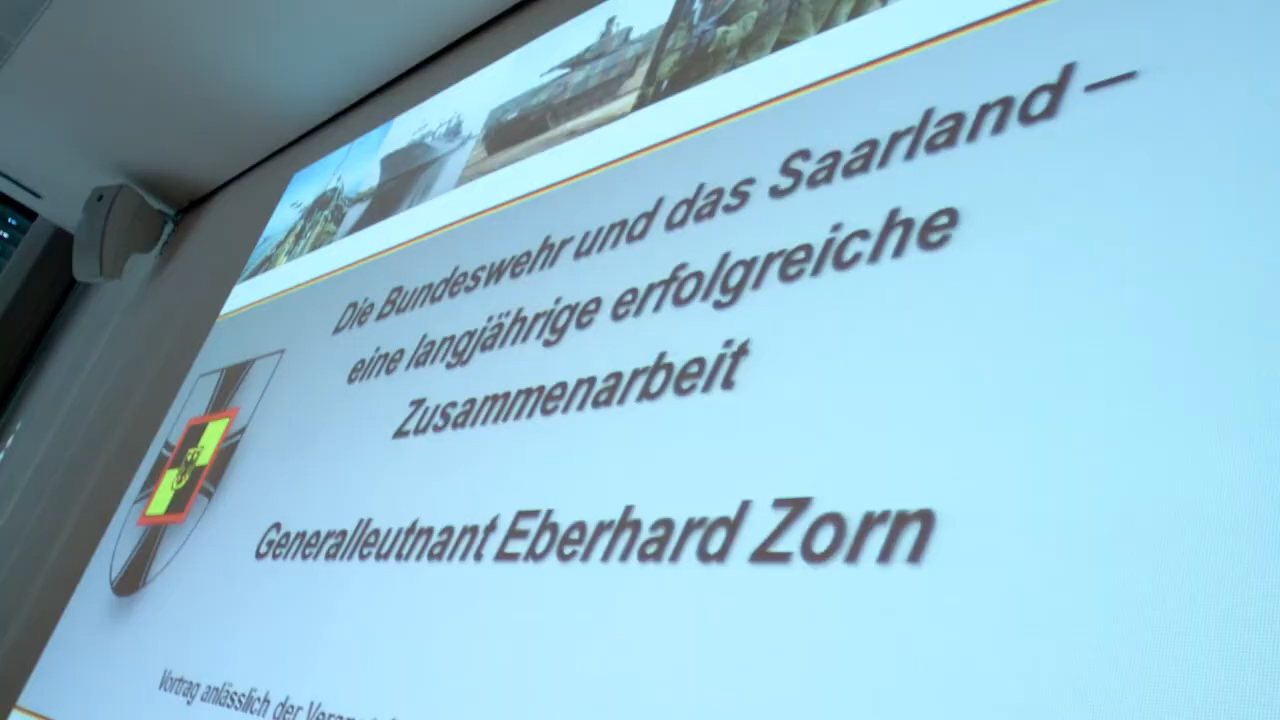 Die Bundeswehr und das Saarland –
eine langjährige erfolgreiche
Zusammenarbeit
Generalleutnant Eberhard Zorn
Vortrag anlässlich der